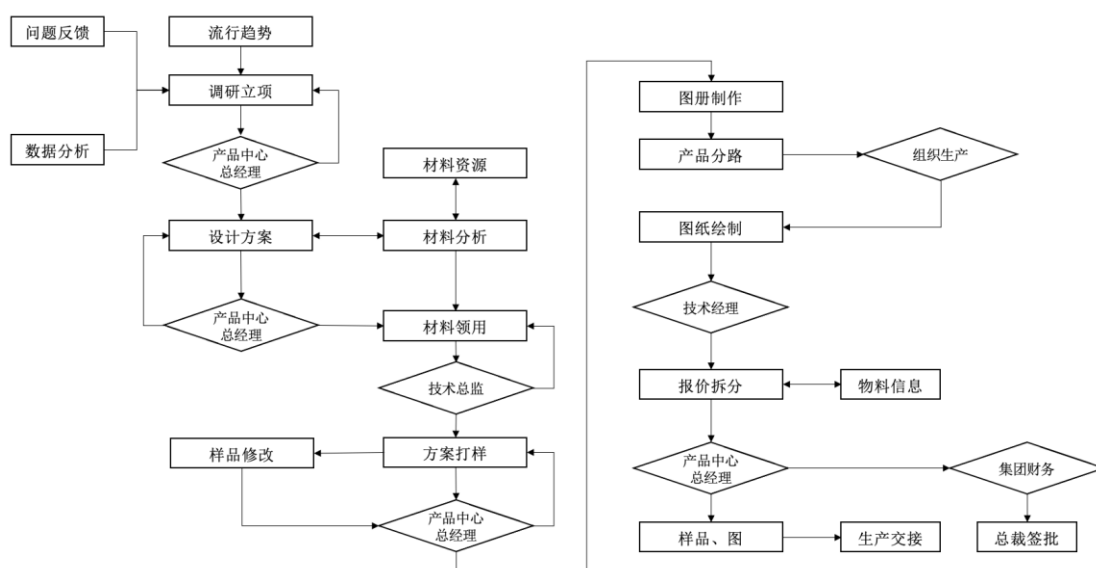 问题反馈
流行趋势
调研立项
数据分析
产品中心
总经理
材料资源
设计方案
材料分析
产品中心
总经理
材料领用
技术总监
样品修改
方案打样
产品中心
总经理
图册制作
产品分路
组织生产
图纸绘制
技术经理
报价拆分
物料信息
产品中心
总经理
集团财务
样品、图
生产交接
总裁签批